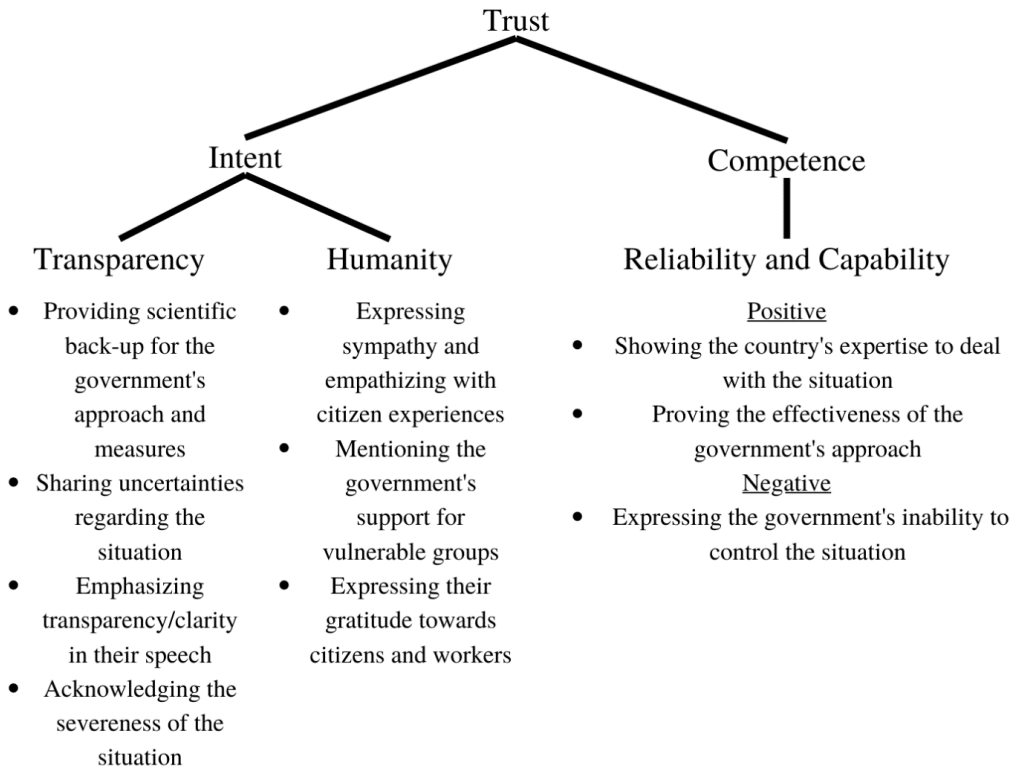 Trust
Intent
Competence
Transparency
Humanity
Reliability and Capability
• Providing scientific
back-up for the
government's
approach and
measures
• Sharing uncertainties
regarding the
situation
• Emphasizing
transparency/clarity
in their speech
• Acknowledging the
severeness of the
situation
• Expressing
sympathy and
empathizing with
citizen experiences
• Mentioning the
government's
support for
vulnerable groups
• Expressing their
gratitude towards
citizens and workers
Positive
• Showing the country's expertise to deal
with the situation
• Proving the effectiveness of the
government's approach
Negative
• Expressing the government's inability to
control the situation